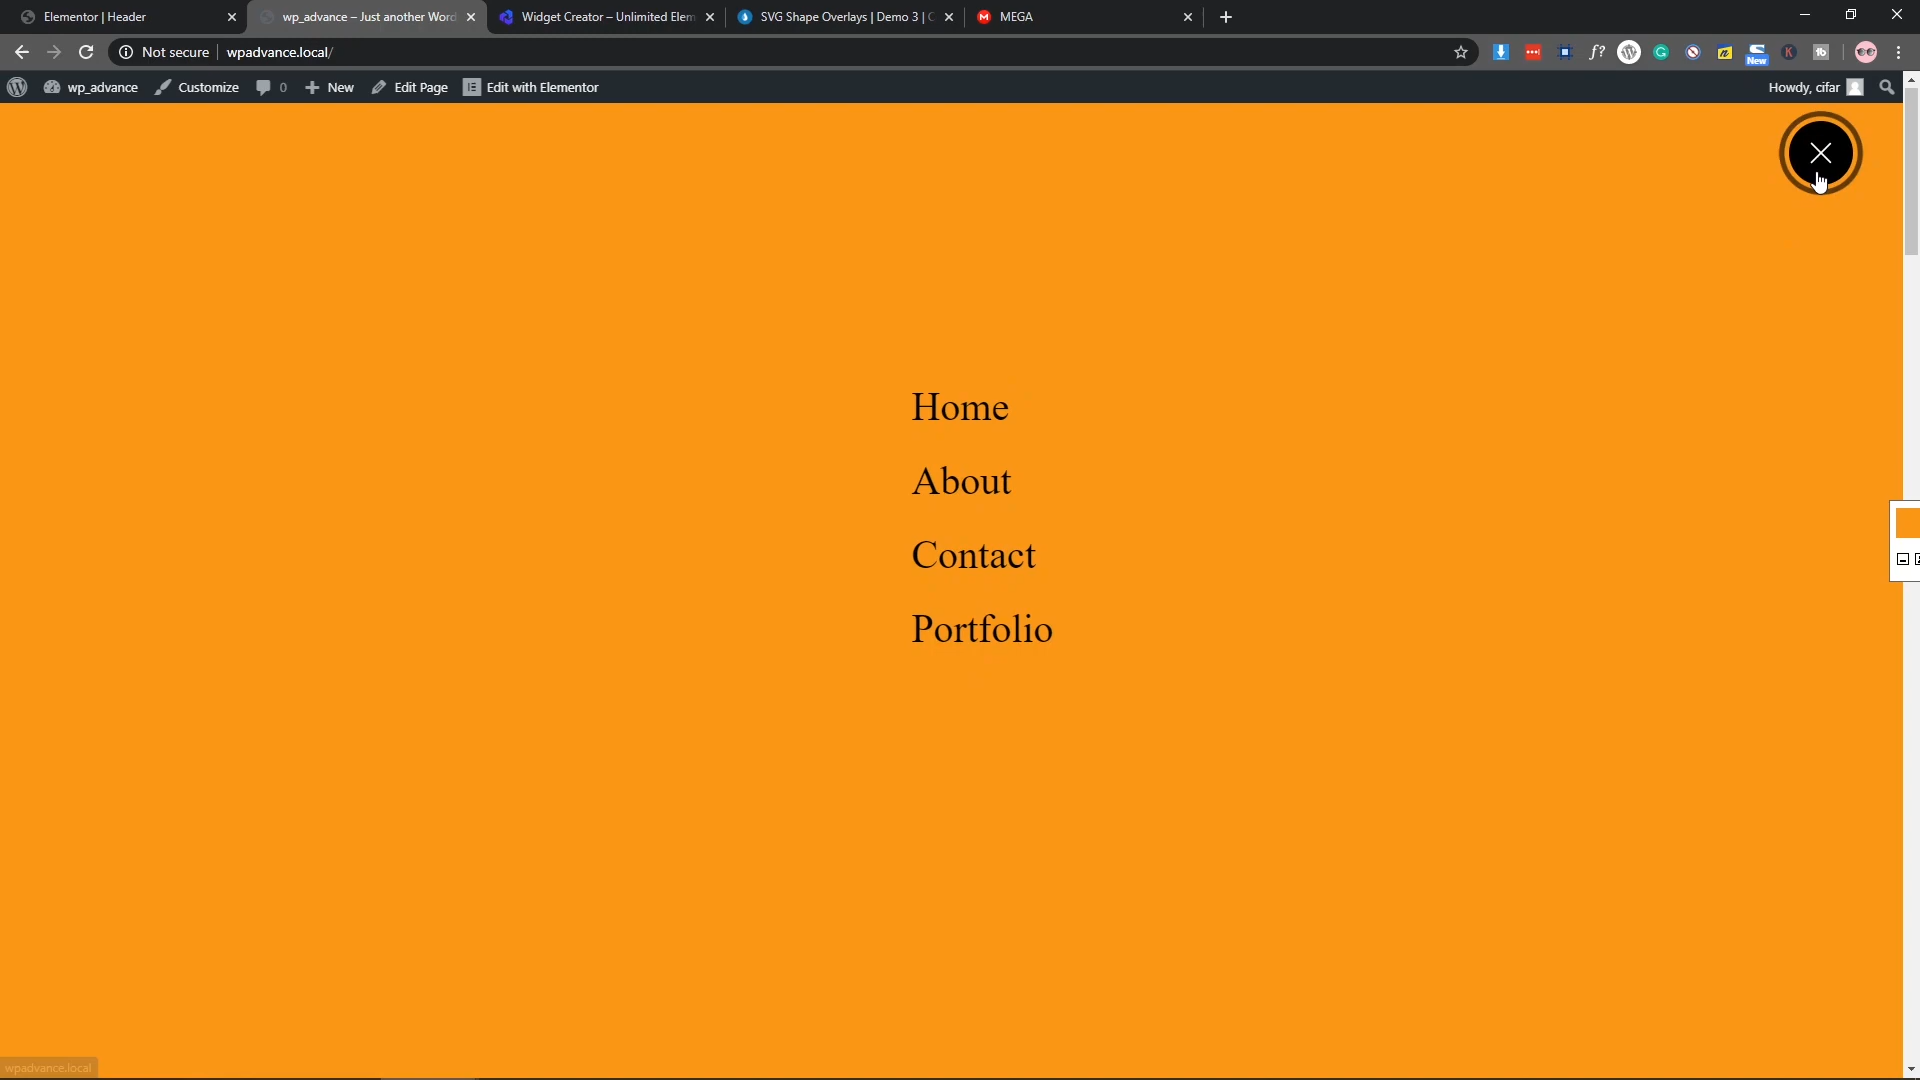 Elementor | Header
wp_advance – Just another Word
Widget Creator – Unlimited Elem
SVG Shape Overlays | Demo 3 | C
MEGA
Not secure
wpadvance.local/
New
wp_advance
Customize
0
New
Edit Page
Edit with Elementor
Howdy, cifar
Home
About
Contact
Portfolio
wpadvance.local